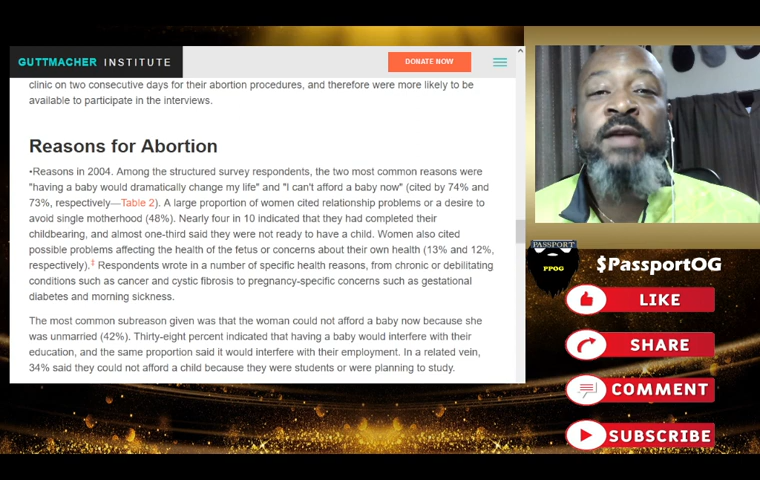 GUTTMACHER INSTITUTE
DONATE NOW
clinic on two consecutive days for their abortion procedures, and therefore were more likely to be
available to participate in the interviews.
Reasons for Abortion
•Reasons in 2004. Among the structured survey respondents, the two most common reasons were
"having a baby would dramatically change my life" and "I can't afford a baby now" (cited by 74% and
73%, respectively—Table 2). A large proportion of women cited relationship problems or a desire to
avoid single motherhood (48%). Nearly four in 10 indicated that they had completed their
childbearing, and almost one-third said they were not ready to have a child. Women also cited
possible problems affecting the health of the fetus or concerns about their own health (13% and 12%,
respectively).‡ Respondents wrote in a number of specific health reasons, from chronic or debilitating
conditions such as cancer and cystic fibrosis to pregnancy-specific concerns such as gestational
diabetes and morning sickness.
The most common subreason given was that the woman could not afford a baby now because she
was unmarried (42%). Thirty-eight percent indicated that having a baby would interfere with their
education, and the same proportion said it would interfere with their employment. In a related vein,
34% said they could not afford a child because they were students or were planning to study.
PASSPORT
PPOG
$PassportOG
LIKE
SHARE
COMMENT
SUBSCRIBE